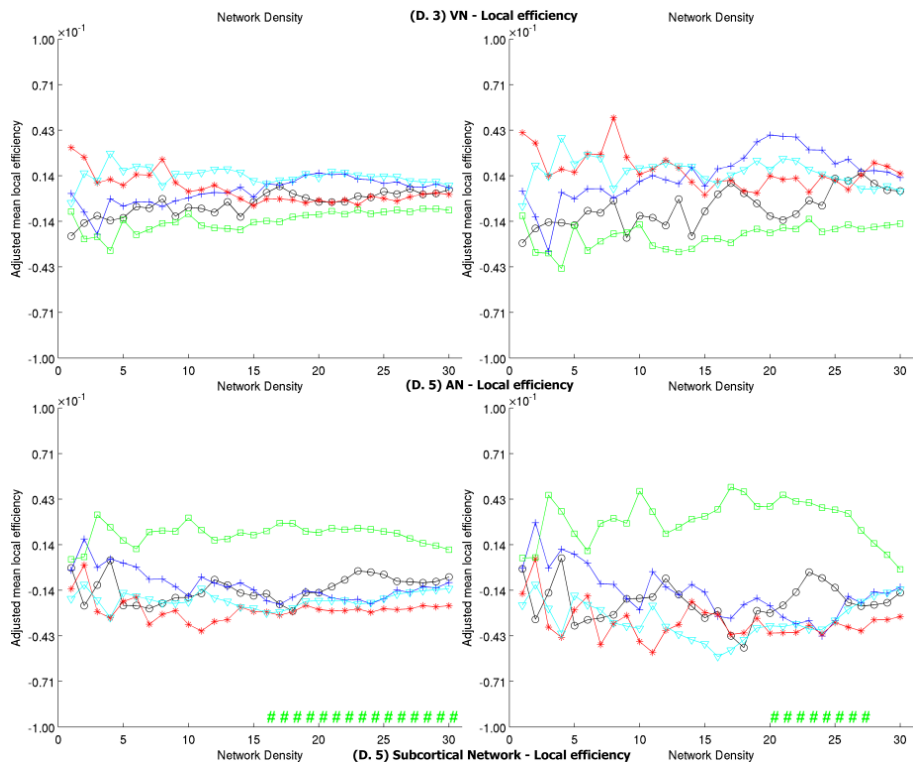 Network Density (D. 3) VN - Local efficiency Network Density
×10⁻¹ ×10⁻¹
1.00 1.00
0.71 0.71
0.43 0.43
0.14 0.14
-0.14 -0.14
-0.43 -0.43
-0.71 -0.71
-1.00 -1.00
Adjusted mean local efficiency Adjusted mean local efficiency
0 5 10 15 20 25 30 0 5 10 15 20 25 30
Network Density (D. 5) AN - Local efficiency Network Density
×10⁻¹ ×10⁻¹
1.00 1.00
0.71 0.71
0.43 0.43
0.14 0.14
-0.14 -0.14
-0.43 -0.43
-0.71 -0.71
-1.00 -1.00
Adjusted mean local efficiency Adjusted mean local efficiency
# # # # # # # # # # # # # # # # # # # # # # #
0 5 10 15 20 25 30 0 5 10 15 20 25 30
Network Density (D. 5) Subcortical Network - Local efficiency Network Density